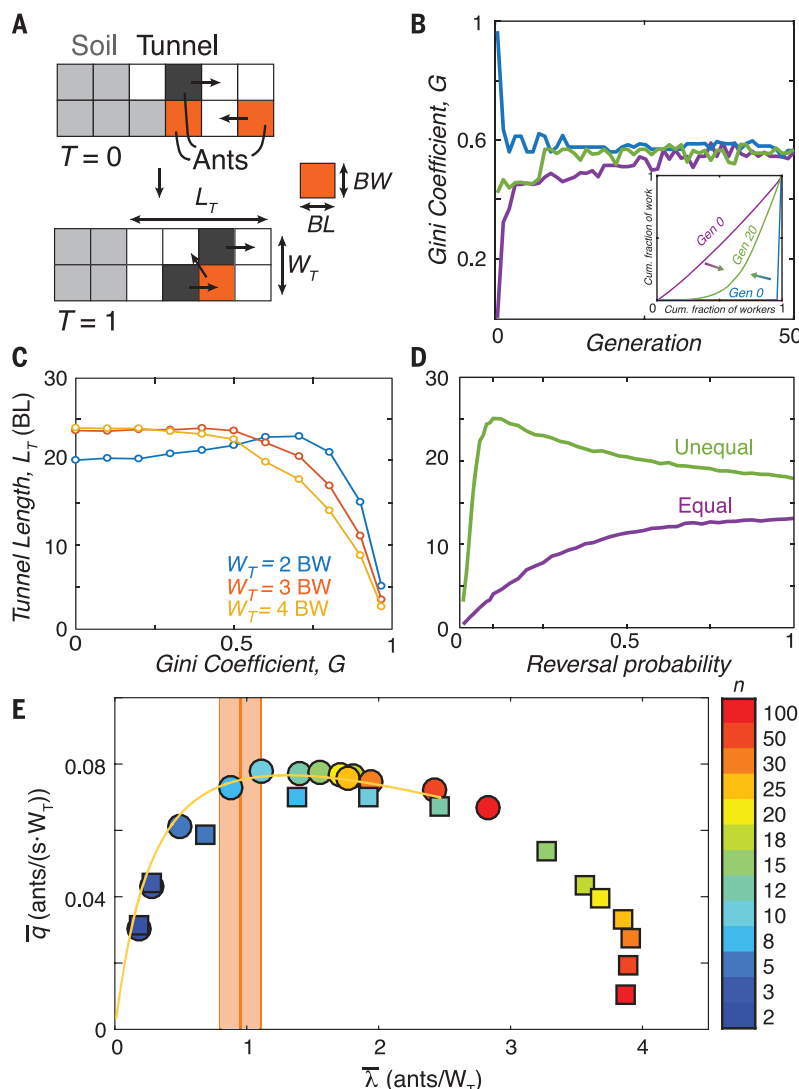 A
Soil Tunnel
T = 0
Ants
BW
BL
L_T
W_T
T = 1
B
Gini Coefficient, G
1
0.6
0.2
0
50
Generation
Cum. fraction of work
1
Gen 0
Gen 20
Gen 0
0
1
Cum. fraction of workers
C
Tunnel Length, L_T (BL)
30
20
10
0
W_T = 2 BW
W_T = 3 BW
W_T = 4 BW
0
0.5
1
Gini Coefficient, G
D
30
20
10
0
Unequal
Equal
0
0.5
1
Reversal probability
E
q̅ (ants/(s·W_T))
0.08
0.04
0
0
1
2
3
4
λ̅ (ants/W_T)
n
100
50
30
25
20
18
15
12
10
8
5
3
2